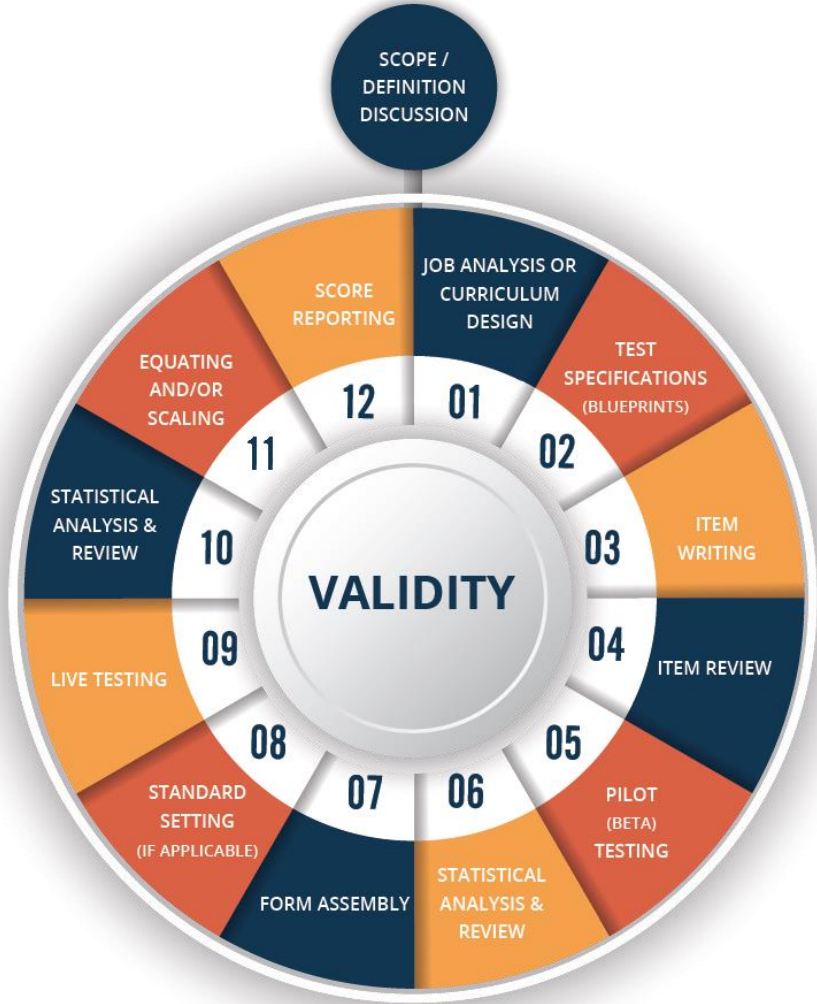 SCOPE /
DEFINITION
DISCUSSION
JOB ANALYSIS OR
CURRICULUM
DESIGN
01
TEST
SPECIFICATIONS
(BLUEPRINTS)
02
ITEM
WRITING
03
ITEM REVIEW
04
PILOT
(BETA)
TESTING
05
STATISTICAL
ANALYSIS &
REVIEW
06
FORM ASSEMBLY
07
STANDARD
SETTING
(IF APPLICABLE)
08
LIVE TESTING
09
STATISTICAL
ANALYSIS &
REVIEW
10
EQUATING
AND/OR
SCALING
11
SCORE
REPORTING
12
VALIDITY